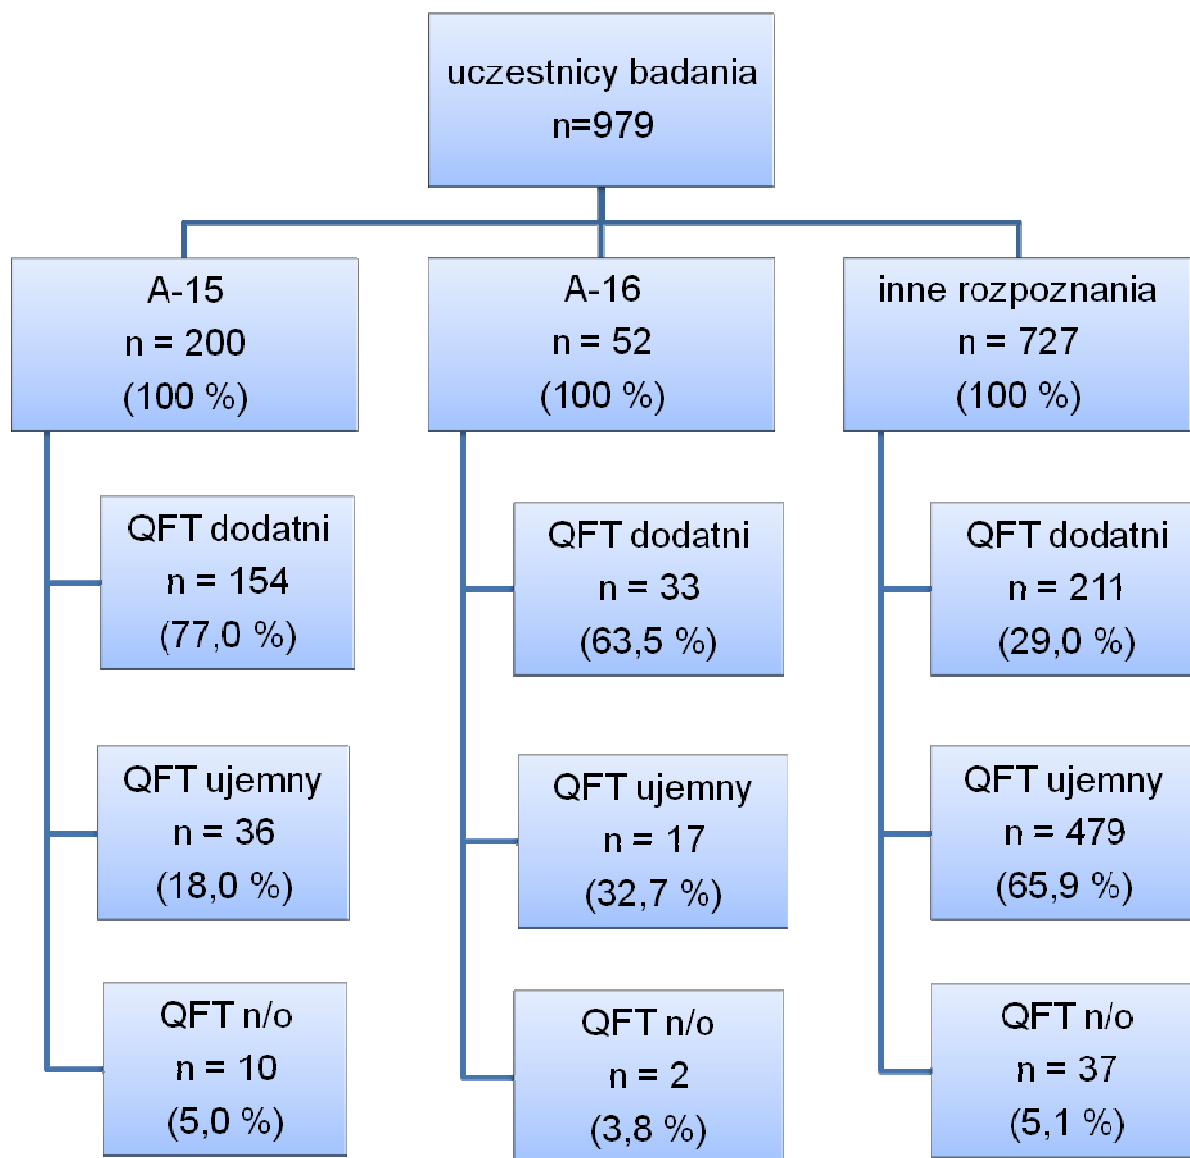 uczestnicy badania
n=979
A-15
n = 200
(100 %)
A-16
n = 52
(100 %)
inne rozpoznania
n = 727
(100 %)
QFT dodatni
n = 154
(77,0 %)
QFT dodatni
n = 33
(63,5 %)
QFT dodatni
n = 211
(29,0 %)
QFT ujemny
n = 36
(18,0 %)
QFT ujemny
n = 17
(32,7 %)
QFT ujemny
n = 479
(65,9 %)
QFT n/o
n = 10
(5,0 %)
QFT n/o
n = 2
(3,8 %)
QFT n/o
n = 37
(5,1 %)